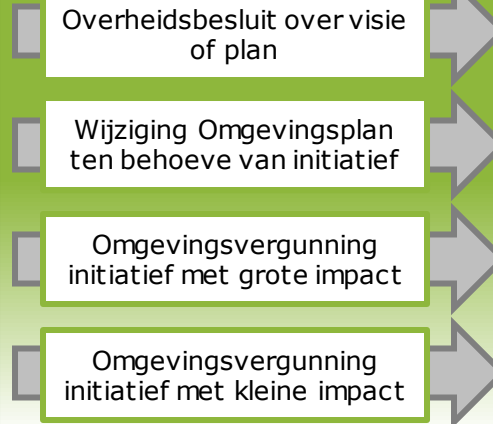 Overheidsbesluit over visie
of plan
Wijziging Omgevingsplan
ten behoeve van initiatief
Omgevingsvergunning
initiatief met grote impact
Omgevingsvergunning
initiatief met kleine impact